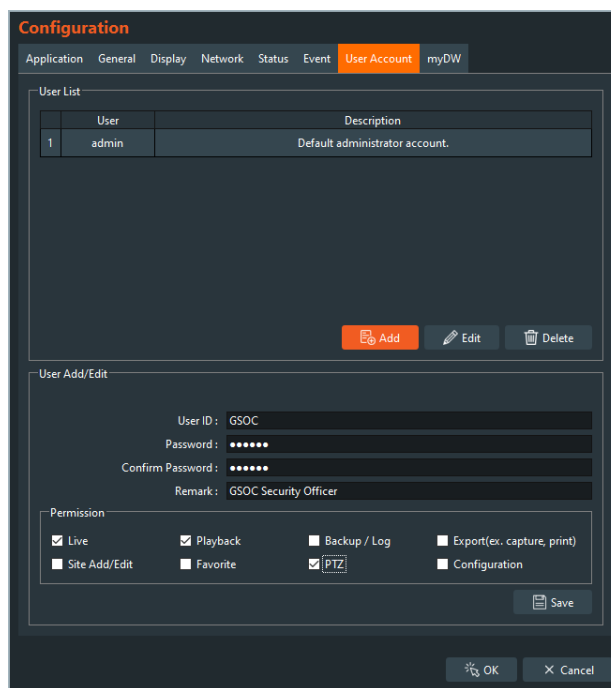 Configuration
Application General Display Network Status Event User Account myDW
User List
User Description
1 admin Default administrator account.
Add Edit Delete
User Add/Edit
User ID : GSOC
Password : ●●●●●●
Confirm Password : ●●●●●●
Remark : GSOC Security Officer
Permission
Live Playback Backup / Log Export(ex. capture, print)
Site Add/Edit Favorite PTZ Configuration
Save
OK Cancel